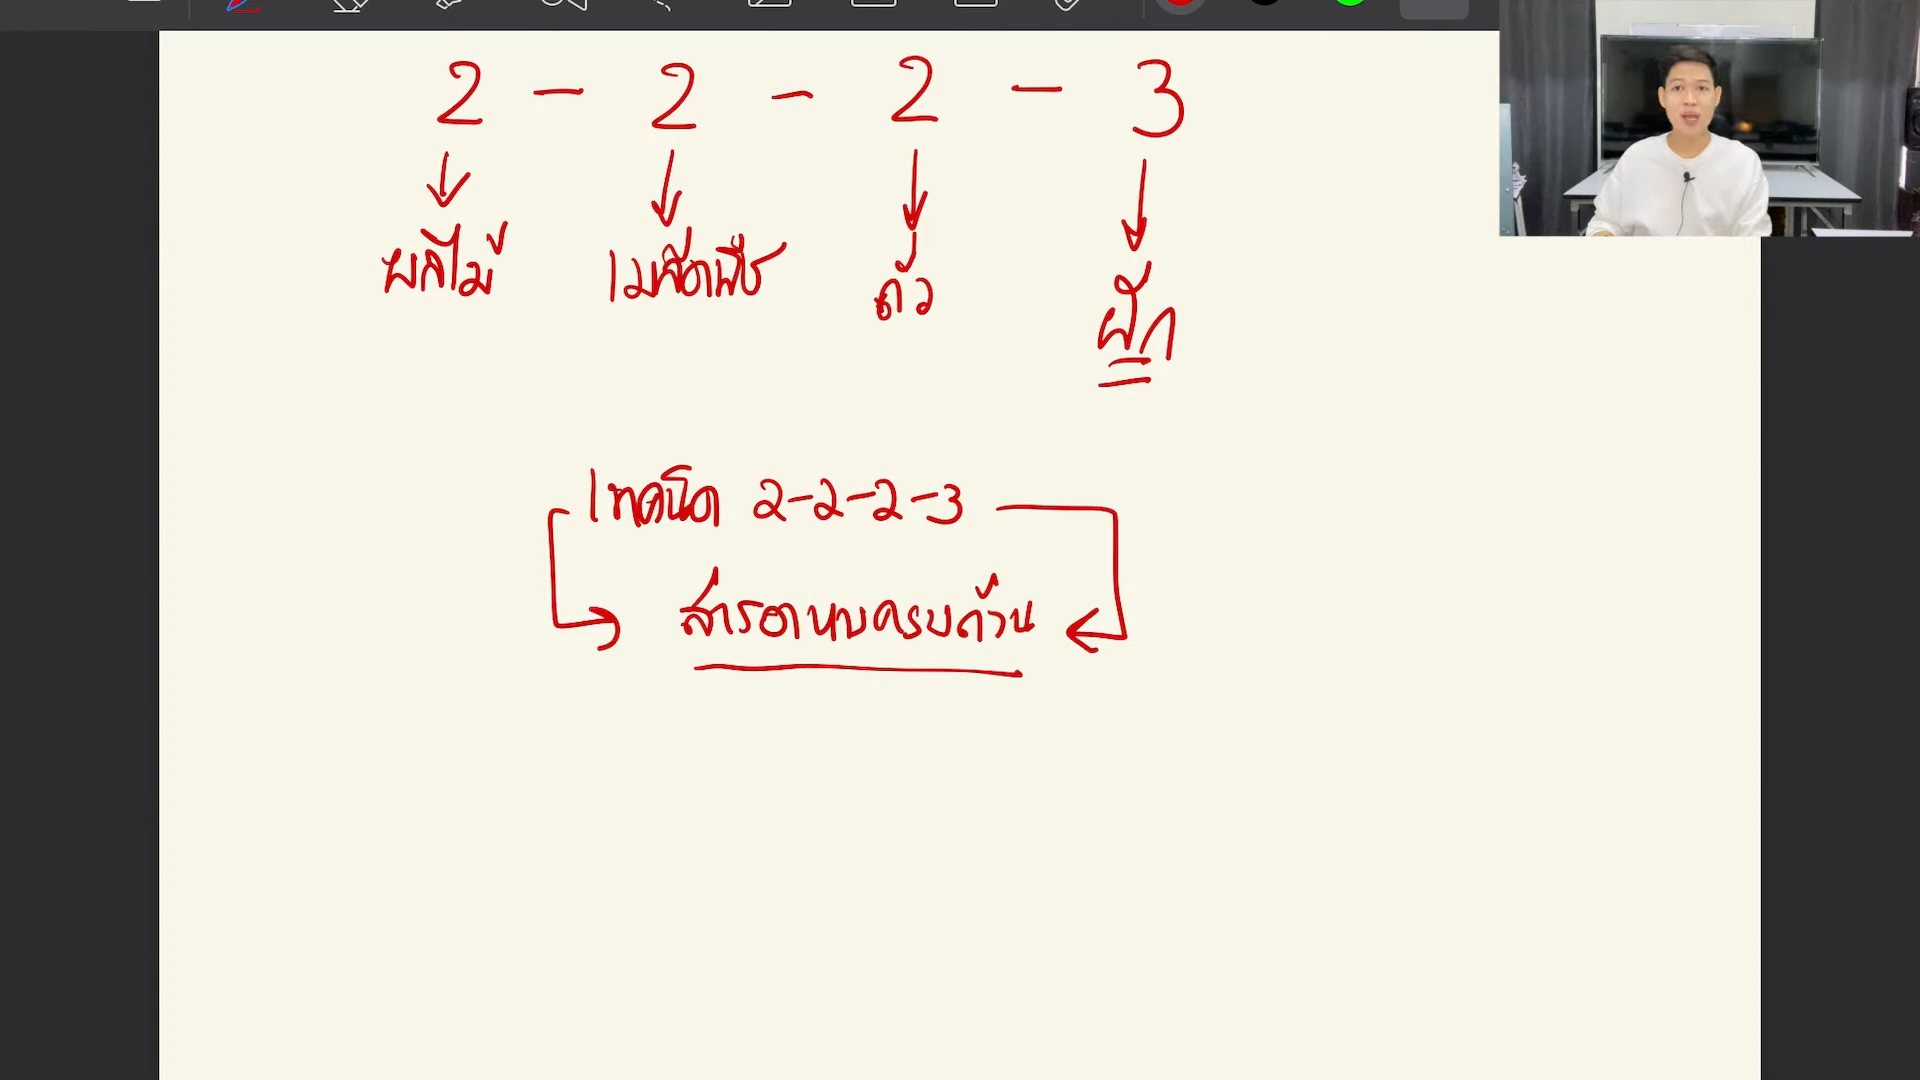 2 - 2 - 2 - 3
ผลไม้ เมล็ดพืช ถั่ว ผัก
เทคนิค 2-2-2-3
สารอาหารครบถ้วน